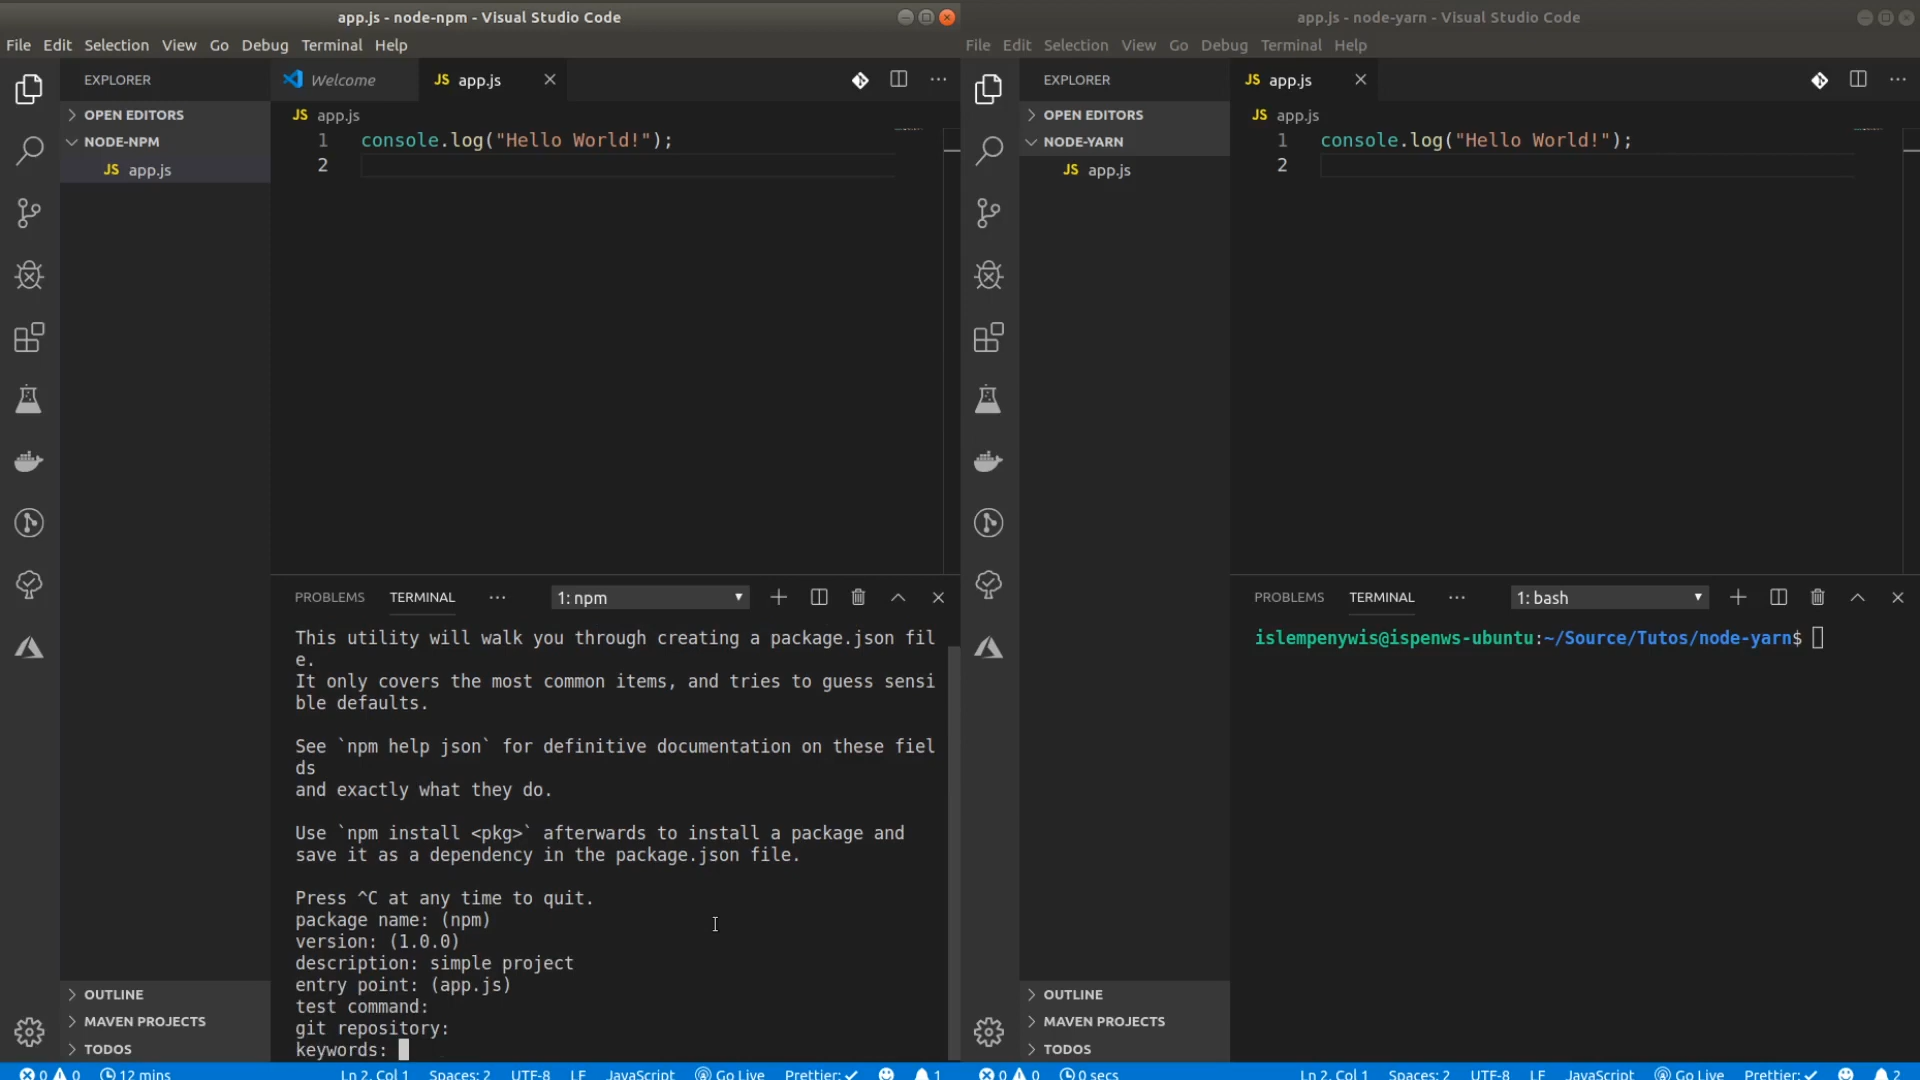 app.js - node-npm - Visual Studio Code
File Edit Selection View Go Debug Terminal Help
EXPLORER
OPEN EDITORS
NODE-NPM
JS app.js
OUTLINE
MAVEN PROJECTS
TODOS
Welcome
JS app.js
JS app.js
1 console.log("Hello World!");
2
PROBLEMS TERMINAL ··· 1: npm
This utility will walk you through creating a package.json fil
e.
It only covers the most common items, and tries to guess sensi
ble defaults.
See `npm help json` for definitive documentation on these fiel
ds
and exactly what they do.
Use `npm install <pkg>` afterwards to install a package and
save it as a dependency in the package.json file.
Press ^C at any time to quit.
package name: (npm)
version: (1.0.0)
description: simple project
entry point: (app.js)
test command:
git repository:
keywords:
0 0 12 mins Ln 2, Col 1 Spaces: 2 UTF-8 LF JavaScript Go Live Prettier: ✓ 1
app.js - node-yarn - Visual Studio Code
File Edit Selection View Go Debug Terminal Help
EXPLORER
OPEN EDITORS
NODE-YARN
JS app.js
OUTLINE
MAVEN PROJECTS
TODOS
JS app.js
JS app.js
1 console.log("Hello World!");
2
PROBLEMS TERMINAL ··· 1: bash
islempenywis@ispenws-ubuntu:~/Source/Tutos/node-yarn$
0 0 0 secs Ln 2, Col 1 Spaces: 2 UTF-8 LF JavaScript Go Live Prettier: ✓ 2